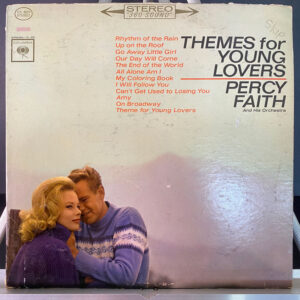 STEREO
"360 SOUND"
THEMES for
YOUNG
LOVERS
PERCY
FAITH
And His Orchestra
Rhythm of the Rain
Up on the Roof
Go Away Little Girl
Our Day Will Come
The End of the World
All Alone Am I
My Coloring Book
I Will Follow You
Can't Get Used to Losing You
Amy
On Broadway
Theme for Young Lovers